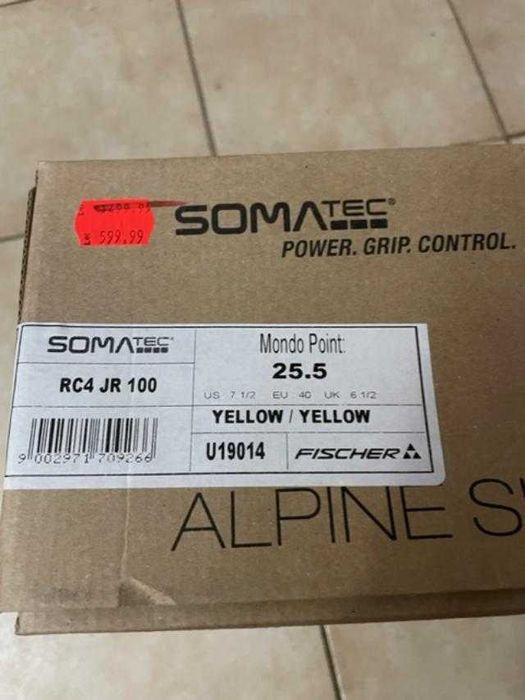 599.99
SOMATEC®
POWER. GRIP. CONTROL.
SOMATEC
RC4 JR 100
9 002971 709266
Mondo Point:
25.5
US 7 1/2 EU 40 UK 6 1/2
YELLOW / YELLOW
U19014
FISCHER
ALPINE S